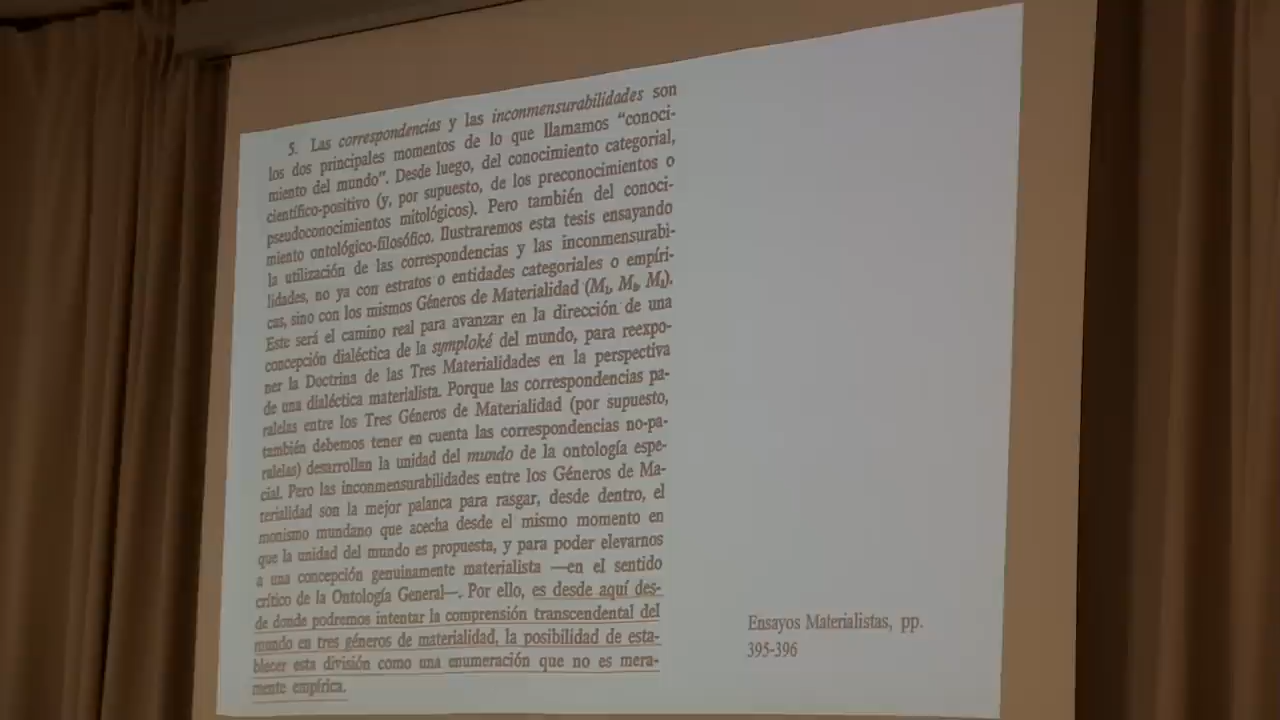 5. Las correspondencias y las inconmensurabilidades son
los dos principales momentos de lo que llamamos “conoci-
miento del mundo”. Desde luego, del conocimiento categorial,
científico-positivo (y, por supuesto, de los preconocimientos o
pseudoconocimientos mitológicos). Pero también del conoci-
miento ontológico-filosófico. Ilustraremos esta tesis ensayando
la utilización de las correspondencias y las inconmensurabi-
lidades, no ya con estratos o entidades categoriales o empíri-
cas, sino con los mismos Géneros de Materialidad (M₁, M₂, M₃).
Este será el camino real para avanzar en la dirección de una
concepción dialéctica de la symploké del mundo, para reexpo-
ner la Doctrina de las Tres Materialidades en la perspectiva
de una dialéctica materialista. Porque las correspondencias pa-
ralelas entre los Tres Géneros de Materialidad (por supuesto,
también debemos tener en cuenta las correspondencias no-pa-
ralelas) desarrollan la unidad del mundo de la ontología espe-
cial. Pero las inconmensurabilidades entre los Géneros de Ma-
terialidad son la mejor palanca para rasgar, desde dentro, el
monismo mundano que acecha desde el mismo momento en
que la unidad del mundo es propuesta, y para poder elevarnos
a una concepción genuinamente materialista —en el sentido
crítico de la Ontología General—. Por ello, es desde aquí des-
de donde podremos intentar la comprensión transcendental del
mundo en tres géneros de materialidad, la posibilidad de esta-
blecer esta división como una enumeración que no es mera-
mente empírica.
Ensayos Materialistas, pp.
395-396